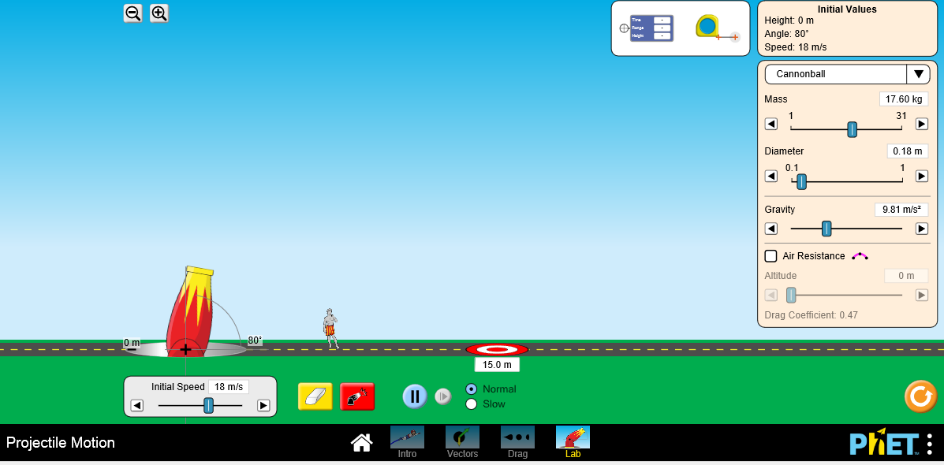 Time
Range
Height
Initial Values
Height: 0 m
Angle: 80°
Speed: 18 m/s
Cannonball
Mass
17.60 kg
1
31
Diameter
0.18 m
0.1
1
Gravity
9.81 m/s²
Air Resistance
Altitude
0 m
Drag Coefficient: 0.47
0 m
80°
15.0 m
Initial Speed
18 m/s
Normal
Slow
Projectile Motion
Intro
Vectors
Drag
Lab
PhET